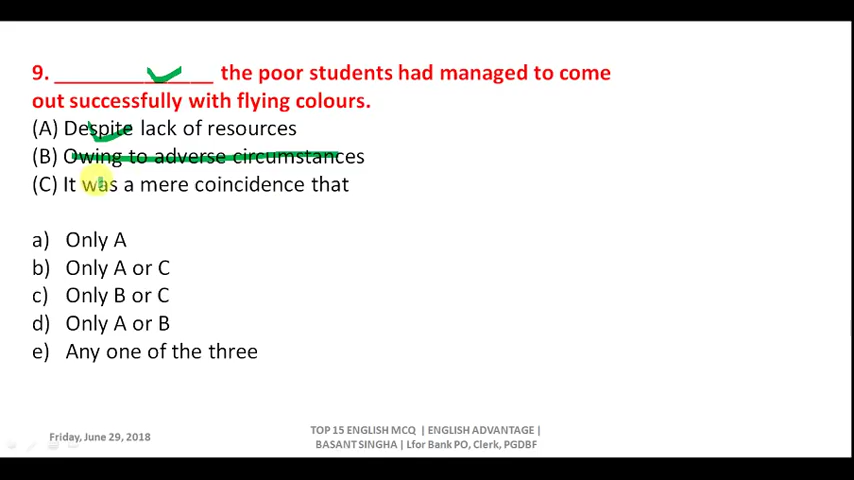 9. ______________ the poor students had managed to come
out successfully with flying colours.
(A) Despite lack of resources
(B) Owing to adverse circumstances
(C) It was a mere coincidence that
a) Only A
b) Only A or C
c) Only B or C
d) Only A or B
e) Any one of the three
Friday, June 29, 2018
TOP 15 ENGLISH MCQ | ENGLISH ADVANTAGE |
BASANT SINGHA | Lfor Bank PO, Clerk, PGDBF